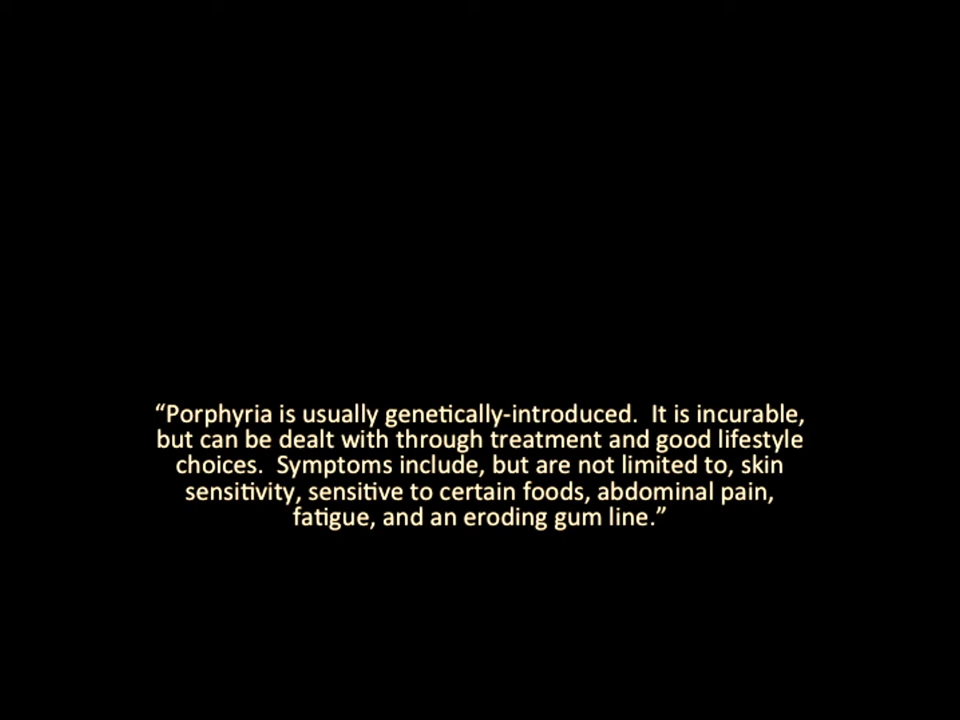 “Porphyria is usually genetically-introduced.  It is incurable,
but can be dealt with through treatment and good lifestyle
choices.  Symptoms include, but are not limited to, skin
sensitivity, sensitive to certain foods, abdominal pain,
fatigue, and an eroding gum line.”